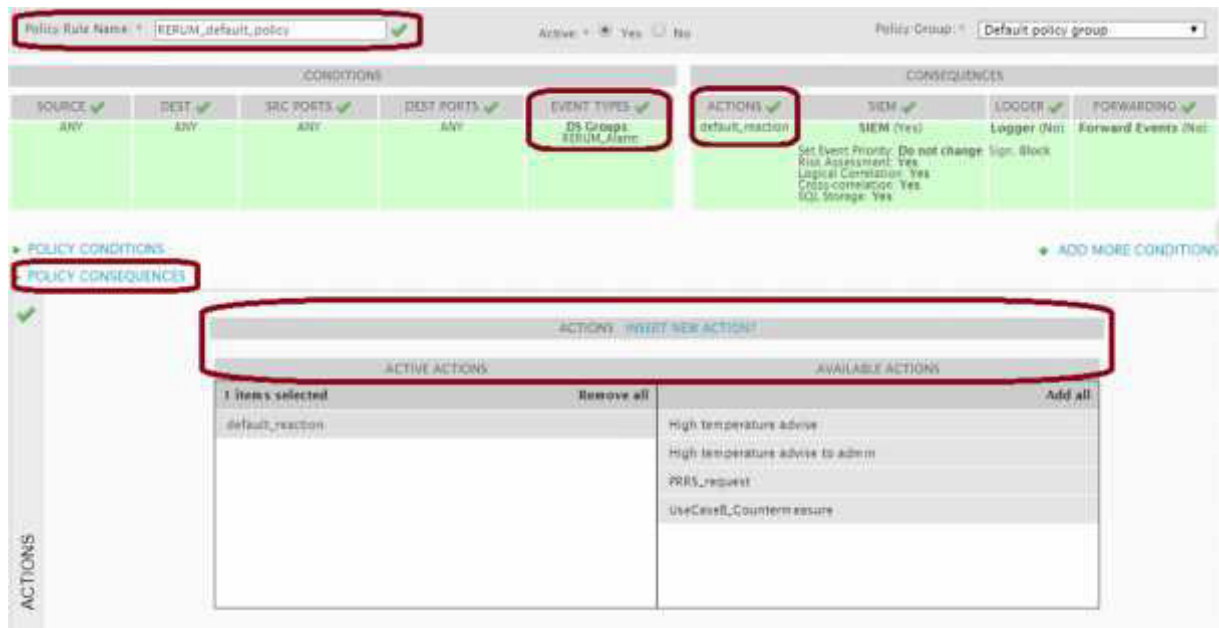 Policy Rule Name: * RERUM_default_policy Active: * Yes No Policy Group: * Default policy group
CONDITIONS CONSEQUENCES
SOURCE DEST SRC PORTS DEST PORTS EVENT TYPES ACTIONS SIEM LOGGER FORWARDING
ANY ANY ANY ANY DS Groups default_reaction SIEM (Yes) Logger (No) Forward Events (No)
RERUM_Alarm
Set Event Priority: Do not change Sign: Block
Risk Assessment: Yes
Logical Correlation: Yes
Cross-correlation: Yes
SQL Storage: Yes
POLICY CONDITIONS ADD MORE CONDITIONS
POLICY CONSEQUENCES
ACTIONS INSERT NEW ACTION?
ACTIVE ACTIONS AVAILABLE ACTIONS
1 items selected Remove all Add all
default_reaction High temperature advise
High temperature advise to admin
PRRS_request
UseCaseB_Countermeasure
ACTIONS